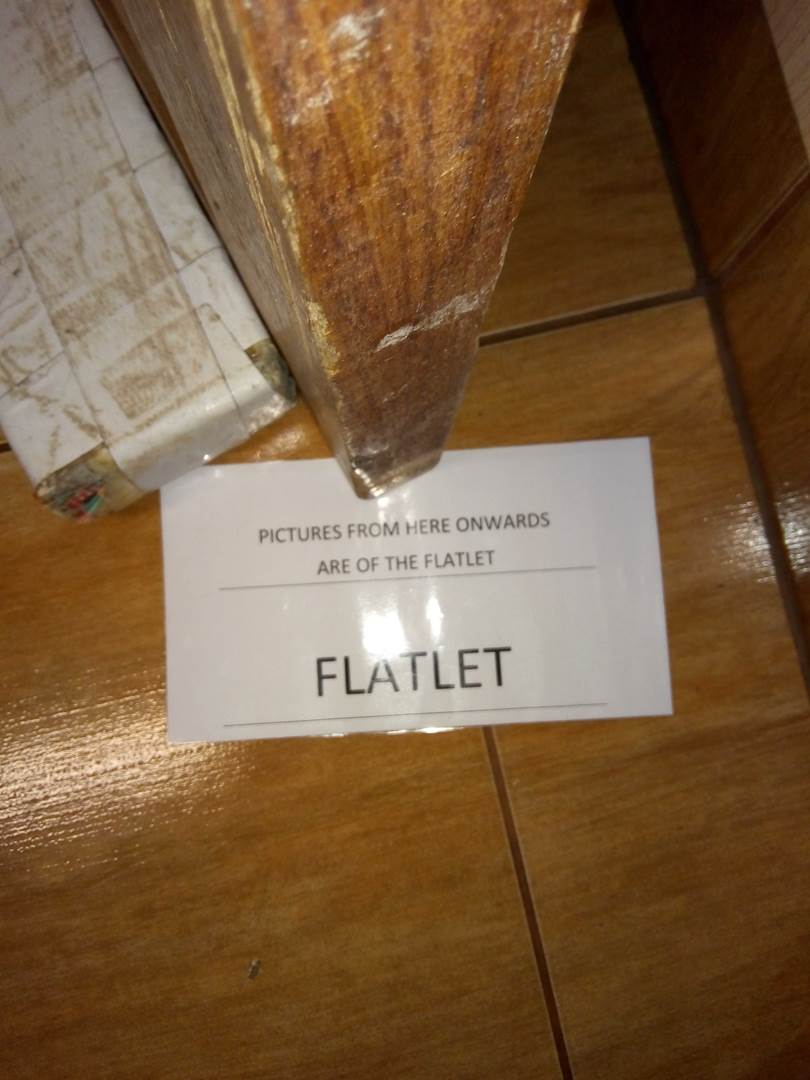 PICTURES FROM HERE ONWARDS
ARE OF THE FLATLET
FLATLET